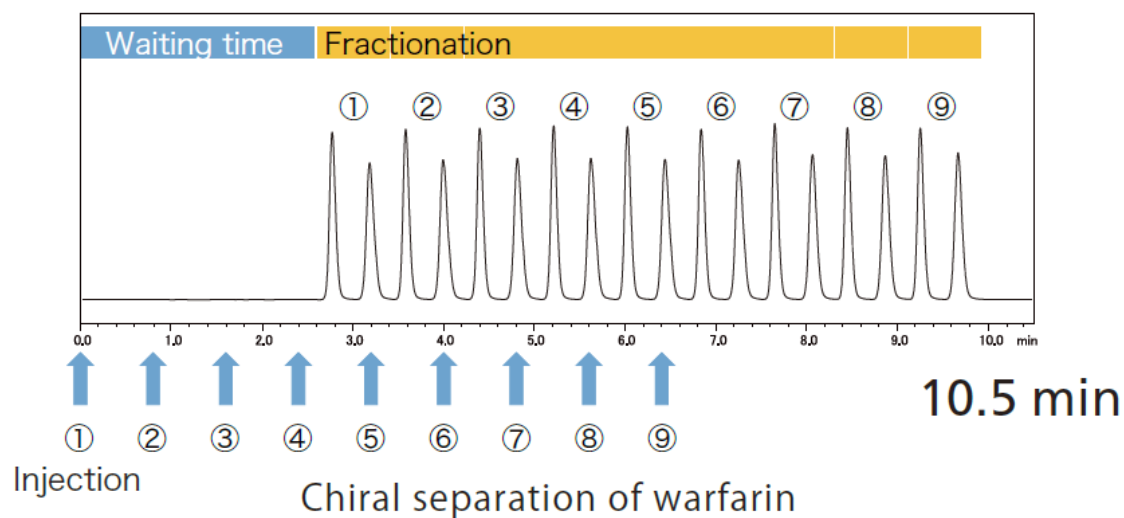 Waiting time Fractionation
① ② ③ ④ ⑤ ⑥ ⑦ ⑧ ⑨
0.0 1.0 2.0 3.0 4.0 5.0 6.0 7.0 8.0 9.0 10.0 min
10.5 min
① ② ③ ④ ⑤ ⑥ ⑦ ⑧ ⑨
Injection
Chiral separation of warfarin